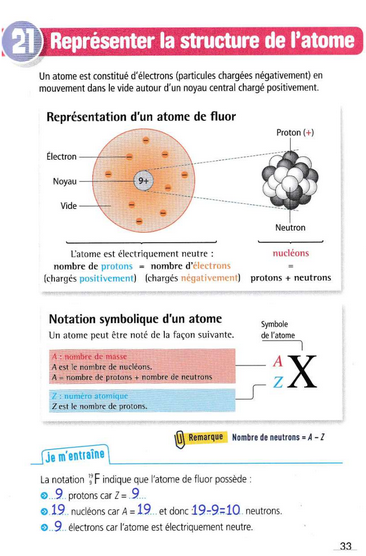 21 Représenter la structure de l'atome
Un atome est constitué d'électrons (particules chargées négativement) en
mouvement dans le vide autour d'un noyau central chargé positivement.
Représentation d'un atome de fluor
Proton (+)
Électron
Noyau
9+
Vide
Neutron
L'atome est électriquement neutre :
nombre de protons = nombre d'électrons
(chargés positivement) (chargés négativement)
nucléons
=
protons + neutrons
Notation symbolique d'un atome
Un atome peut être noté de la façon suivante.
Symbole
de l'atome
A : nombre de masse
A est le nombre de nucléons.
A = nombre de protons + nombre de neutrons
Z : numéro atomique
Z est le nombre de protons.
A
Z X
Remarque Nombre de neutrons = A – Z
Je m'entraîne
La notation ¹⁹₉F indique que l'atome de fluor possède :
9 protons car Z = 9
19 nucléons car A = 19 et donc 19-9=10 neutrons.
9 électrons car l'atome est électriquement neutre.
33